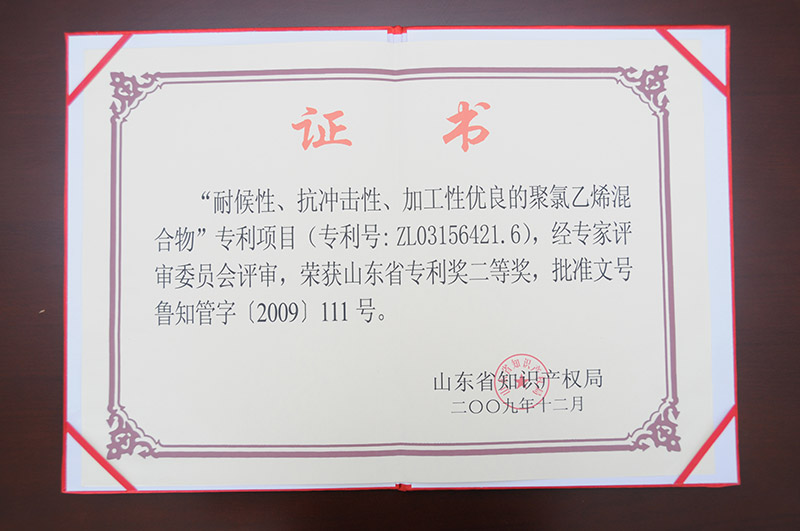 证 书
“耐候性、抗冲击性、加工性优良的聚氯乙烯混
合物”专利项目（专利号：ZL03156421.6），经专家评
审委员会评审，荣获山东省专利奖二等奖，批准文号
鲁知管字〔2009〕111号。
山东省知识产权局
二〇〇九年十二月